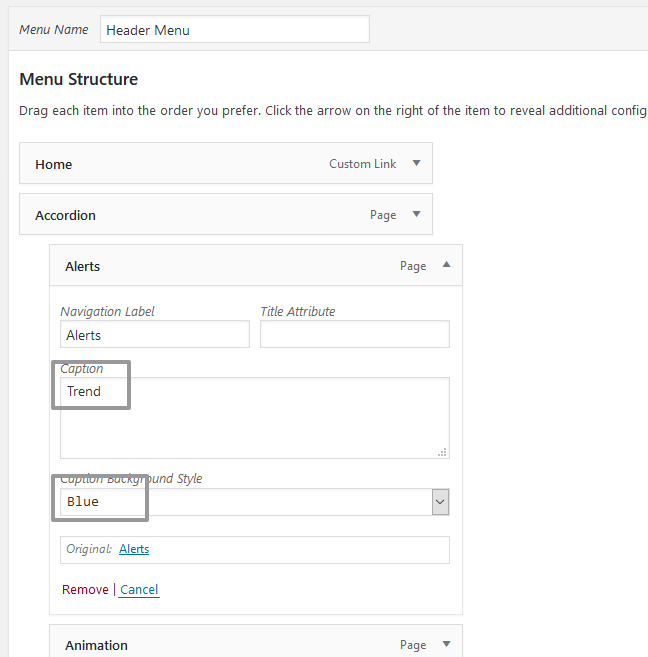 Menu Name Header Menu
Menu Structure
Drag each item into the order you prefer. Click the arrow on the right of the item to reveal additional config
Home Custom Link
Accordion Page
Alerts Page
Navigation Label Title Attribute
Alerts
Caption
Trend
Caption Background Style
Blue
Original: Alerts
Remove | Cancel
Animation Page